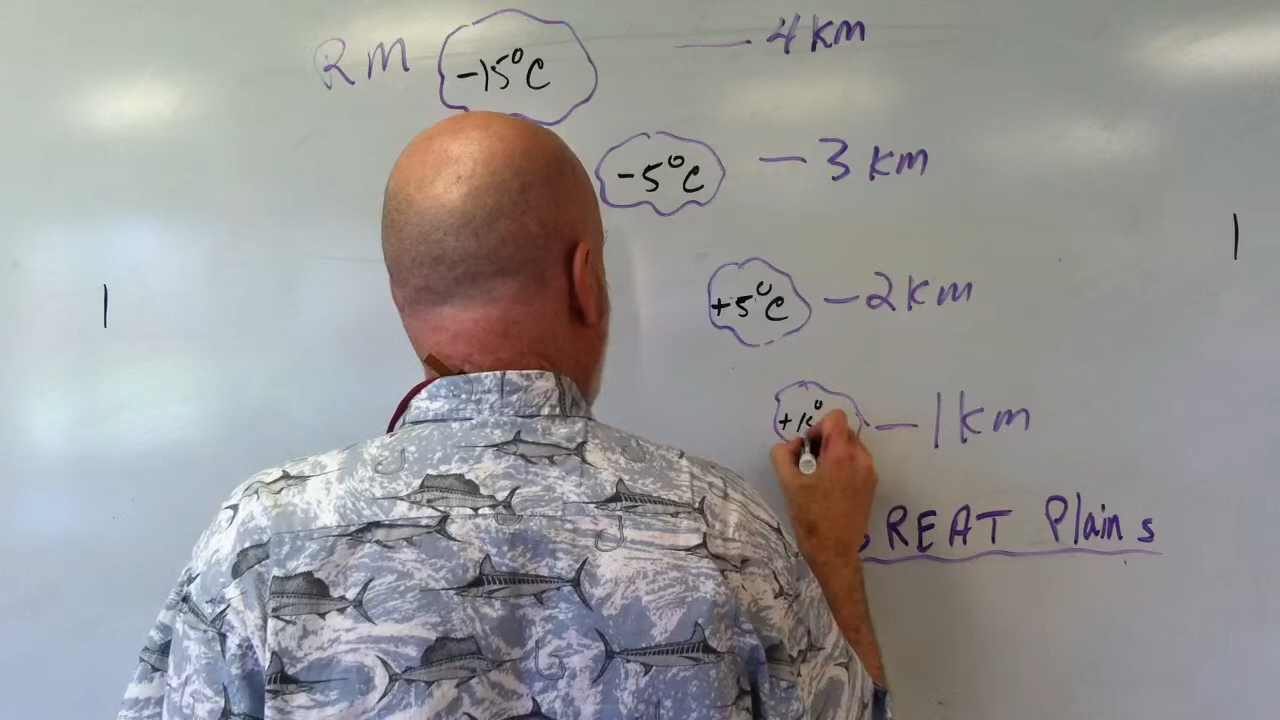 RM -15°C — 4 km
-5°C — 3 km
+5°C — 2 km
— 1 km
REAT Plains